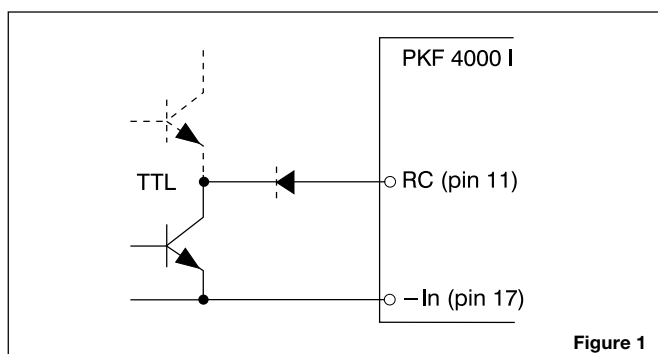 PKF 4000 I
TTL
RC (pin 11)
–In (pin 17)
Figure 1